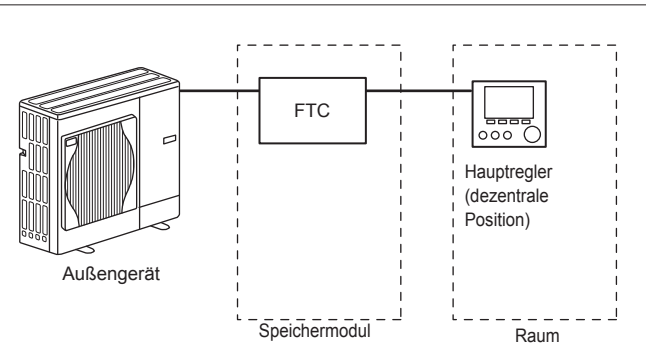 FTC
Hauptregler
(dezentrale
Position)
Außengerät
Speichermodul
Raum